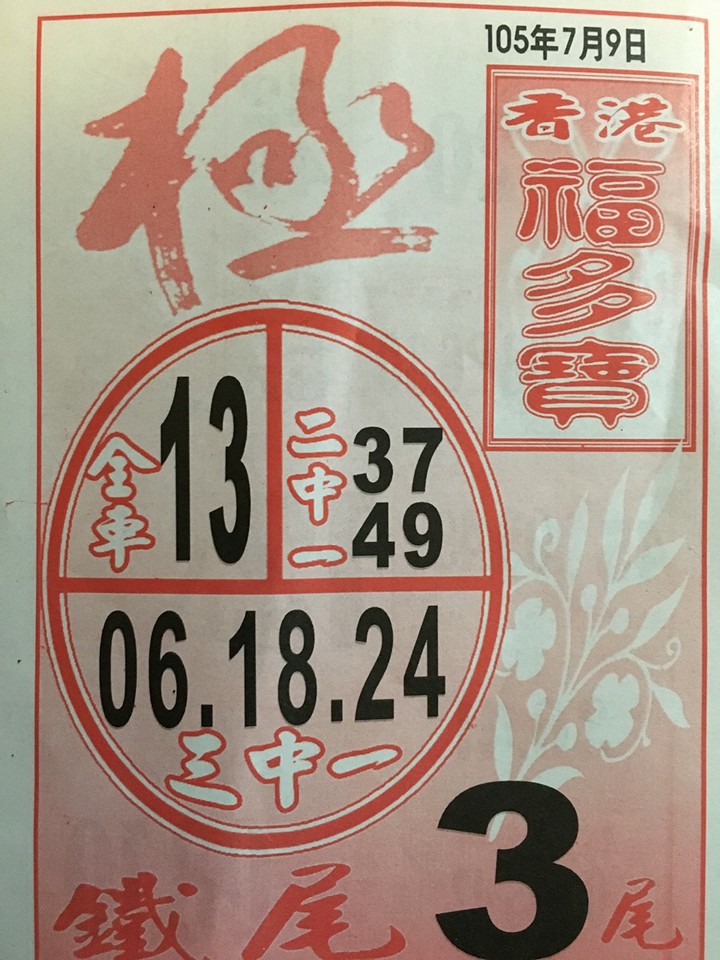 105年7月9日
極
香港
福多寶
全車
13
二中一
37
49
06.18.24
三中一
鐵尾3尾